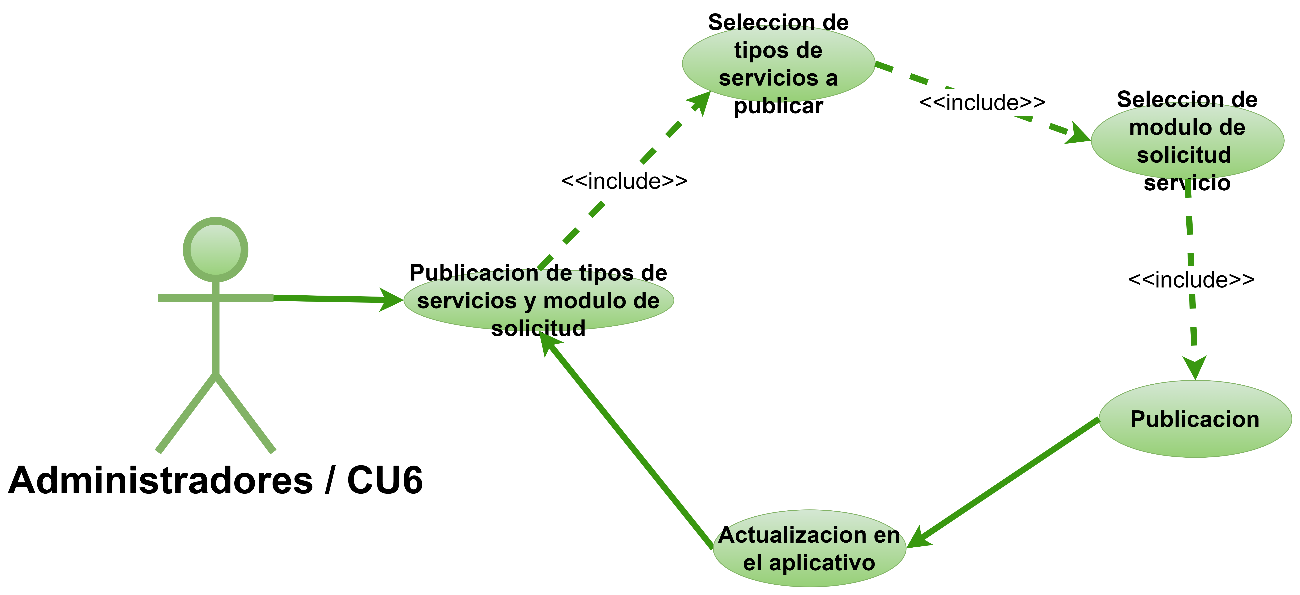 Seleccion de
tipos de
servicios a
publicar
<<include>>
Seleccion de
modulo de
solicitud
servicio
<<include>>
Publicacion de tipos de
servicios y modulo de
solicitud
<<include>>
Publicacion
Administradores / CU6
Actualizacion en
el aplicativo